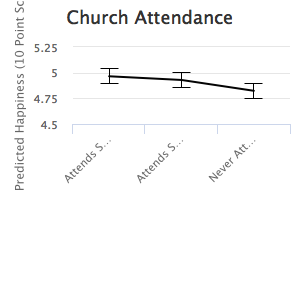 Church Attendance
Predicted Happiness (10 Point Sc
5.25
5
4.75
4.5
Attends S...
Attends S...
Never Att...